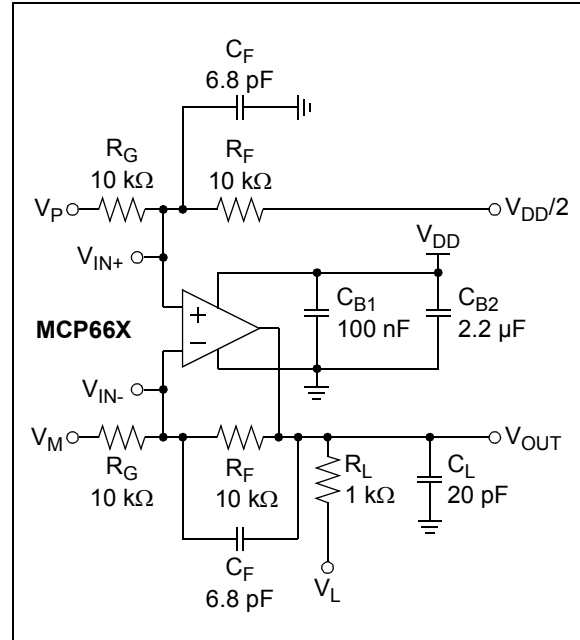 C_F
6.8 pF
R_G
10 kΩ
R_F
10 kΩ
V_P
V_DD/2
V_IN+
V_DD
C_B1
100 nF
C_B2
2.2 µF
MCP66X
+
−
V_IN-
V_M
R_G
10 kΩ
R_F
10 kΩ
V_OUT
R_L
1 kΩ
C_L
20 pF
C_F
6.8 pF
V_L